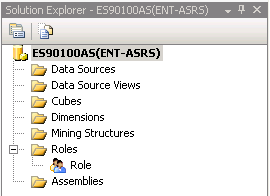 Solution Explorer - ES90100AS(ENT-ASRS)
ES90100AS(ENT-ASRS)
Data Sources
Data Source Views
Cubes
Dimensions
Mining Structures
Roles
Role
Assemblies